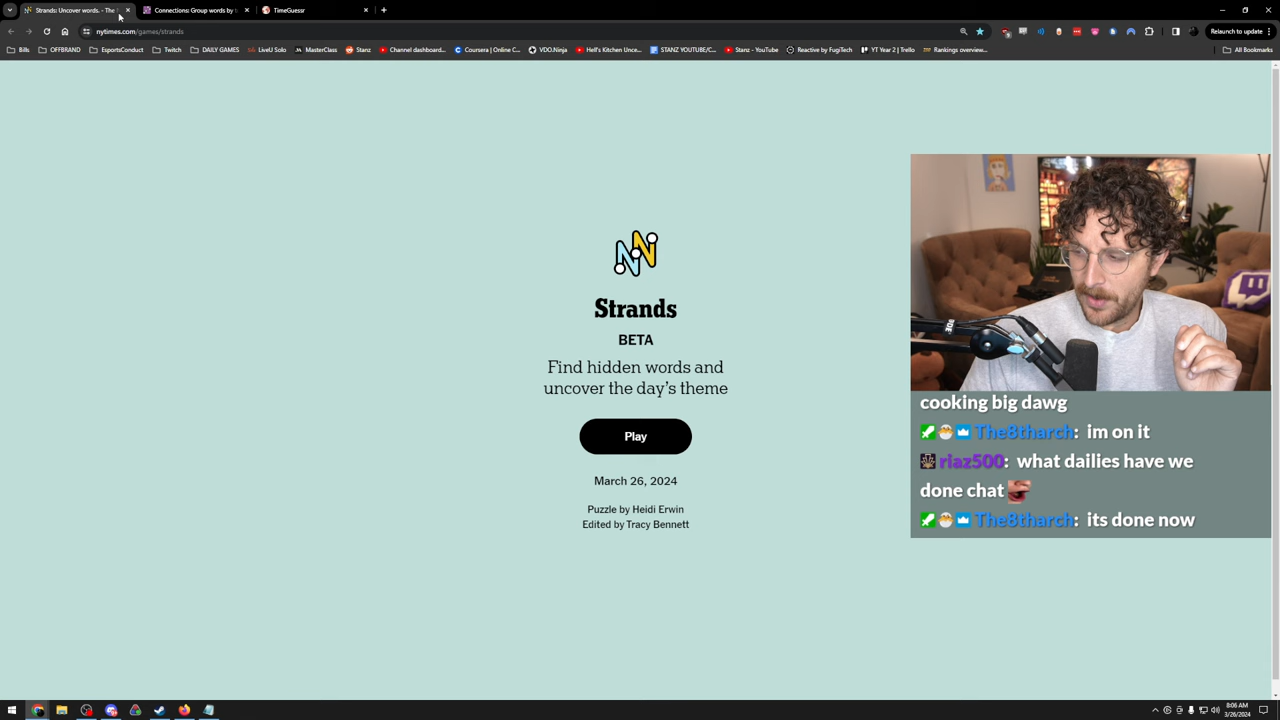 Strands: Uncover words. - The
Connections: Group words by t
TimeGuessr
nytimes.com/games/strands
Relaunch to update
Bills
OFFBRAND
EsportsConduct
Twitch
DAILY GAMES
LiveU Solo
MasterClass
Stanz
Channel dashboard...
Coursera | Online C...
VDO.Ninja
Hell's Kitchen Unce...
STANZ YOUTUBE/C...
Stanz - YouTube
Reactive by FugiTech
YT Year 2 | Trello
Rankings overview...
All Bookmarks
Strands
BETA
Find hidden words and
uncover the day's theme
Play
March 26, 2024
Puzzle by Heidi Erwin
Edited by Tracy Bennett
cooking big dawg
The8tharch: im on it
riaz500: what dailies have we
done chat
The8tharch: its done now
8:06 AM
3/26/2024